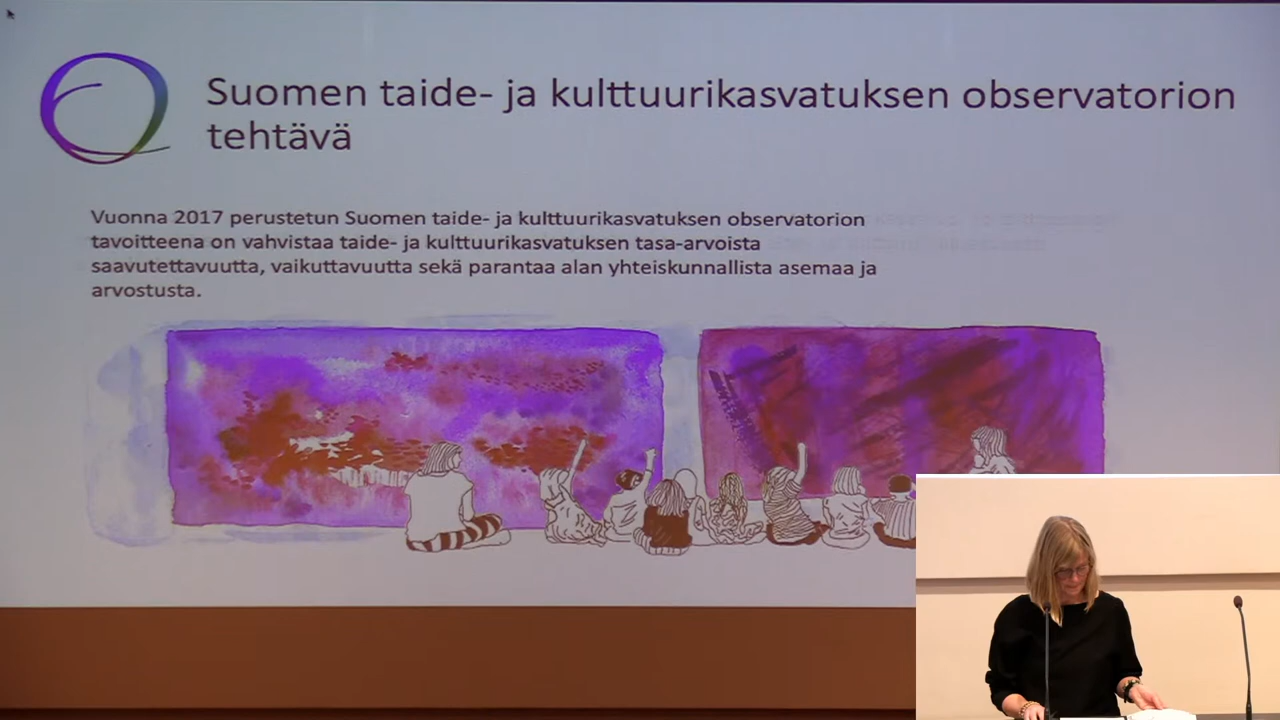 Suomen taide- ja kulttuurikasvatuksen observatorion
tehtävä
Vuonna 2017 perustetun Suomen taide- ja kulttuurikasvatuksen observatorion
tavoitteena on vahvistaa taide- ja kulttuurikasvatuksen tasa-arvoista
saavutettavuutta, vaikuttavuutta sekä parantaa alan yhteiskunnallista asemaa ja
arvostusta.